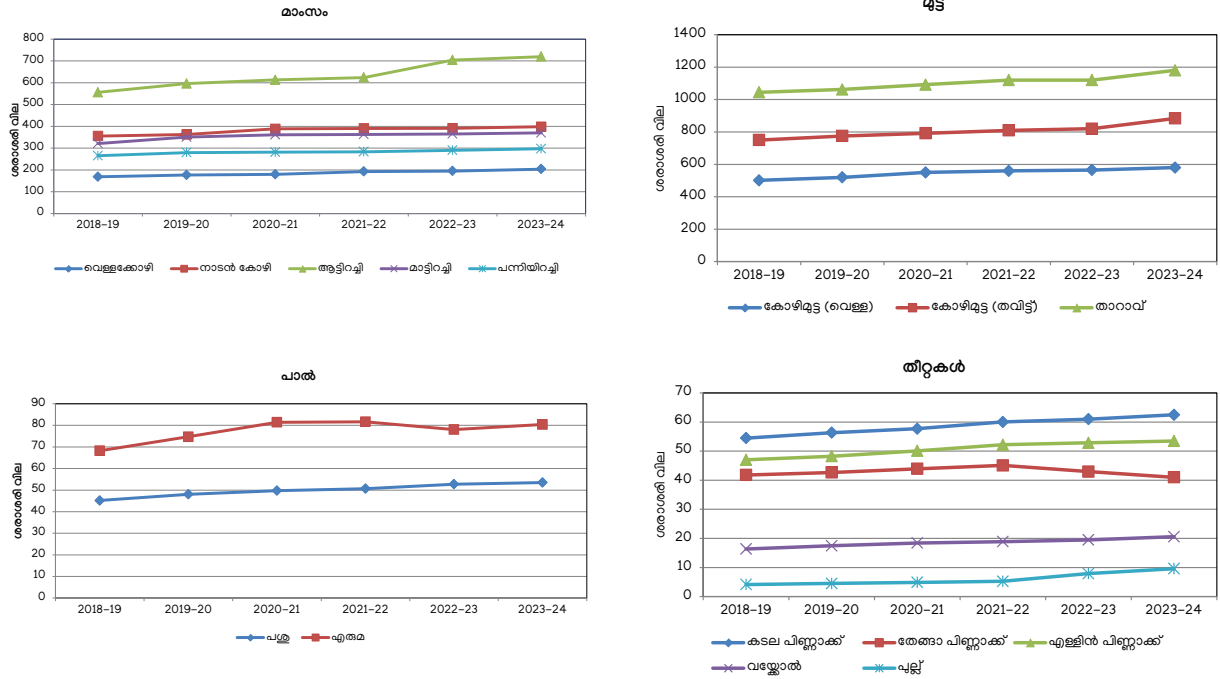 മാംസം
800
700
600
500
400
300
200
100
0
ശരാശരി വില
2018-19 2019-20 2020-21 2021-22 2022-23 2023-24
വെള്ളക്കോഴി നാടൻ കോഴി ആട്ടിറച്ചി മാട്ടിറച്ചി പന്നിയിറച്ചി
മുട്ട
1400
1200
1000
800
600
400
200
0
ശരാശരി വില
2018-19 2019-20 2020-21 2021-22 2022-23 2023-24
കോഴിമുട്ട (വെള്ള) കോഴിമുട്ട (തവിട്ട്) താറാവ്
പാൽ
90
80
70
60
50
40
30
20
10
0
ശരാശരി വില
2018-19 2019-20 2020-21 2021-22 2022-23 2023-24
പശു എരുമ
തീറ്റകൾ
70
60
50
40
30
20
10
0
ശരാശരി വില
2018-19 2019-20 2020-21 2021-22 2022-23 2023-24
കടല പിണ്ണാക്ക് തേങ്ങാ പിണ്ണാക്ക് എള്ളിൻ പിണ്ണാക്ക്
വയ്ക്കോൽ പുല്ല്